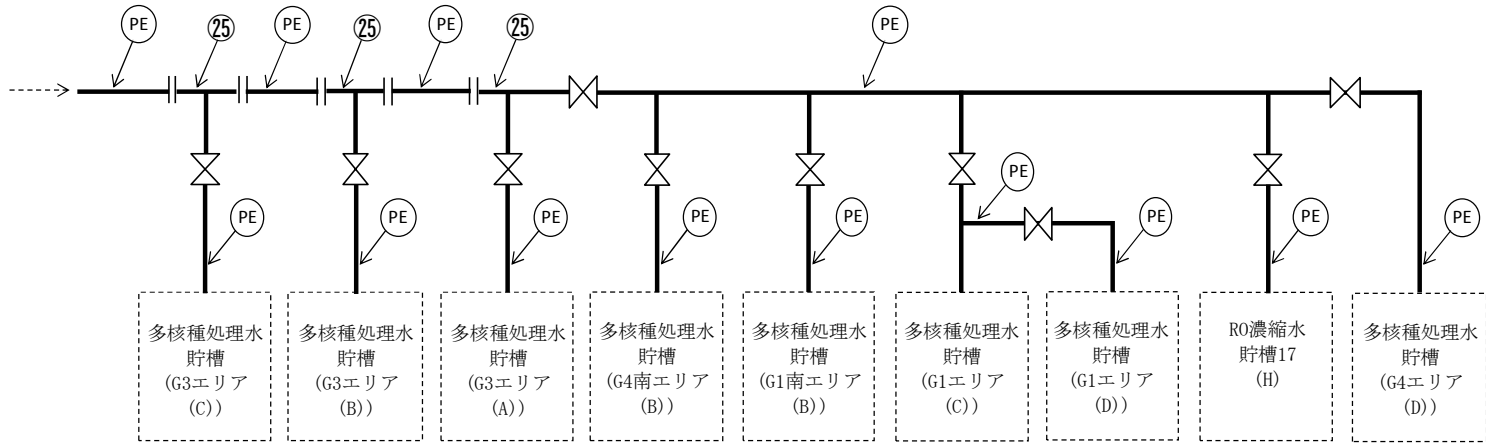 PE
㉕
PE
㉕
PE
㉕
PE
PE
PE
PE
PE
PE
PE
PE
PE
PE
多核種処理水
貯槽
(G3エリア
(C))
多核種処理水
貯槽
(G3エリア
(B))
多核種処理水
貯槽
(G3エリア
(A))
多核種処理水
貯槽
(G4南エリア
(B))
多核種処理水
貯槽
(G1南エリア
(B))
多核種処理水
貯槽
(G1エリア
(C))
多核種処理水
貯槽
(G1エリア
(D))
RO濃縮水
貯槽17
(H)
多核種処理水
貯槽
(G4エリア
(D))